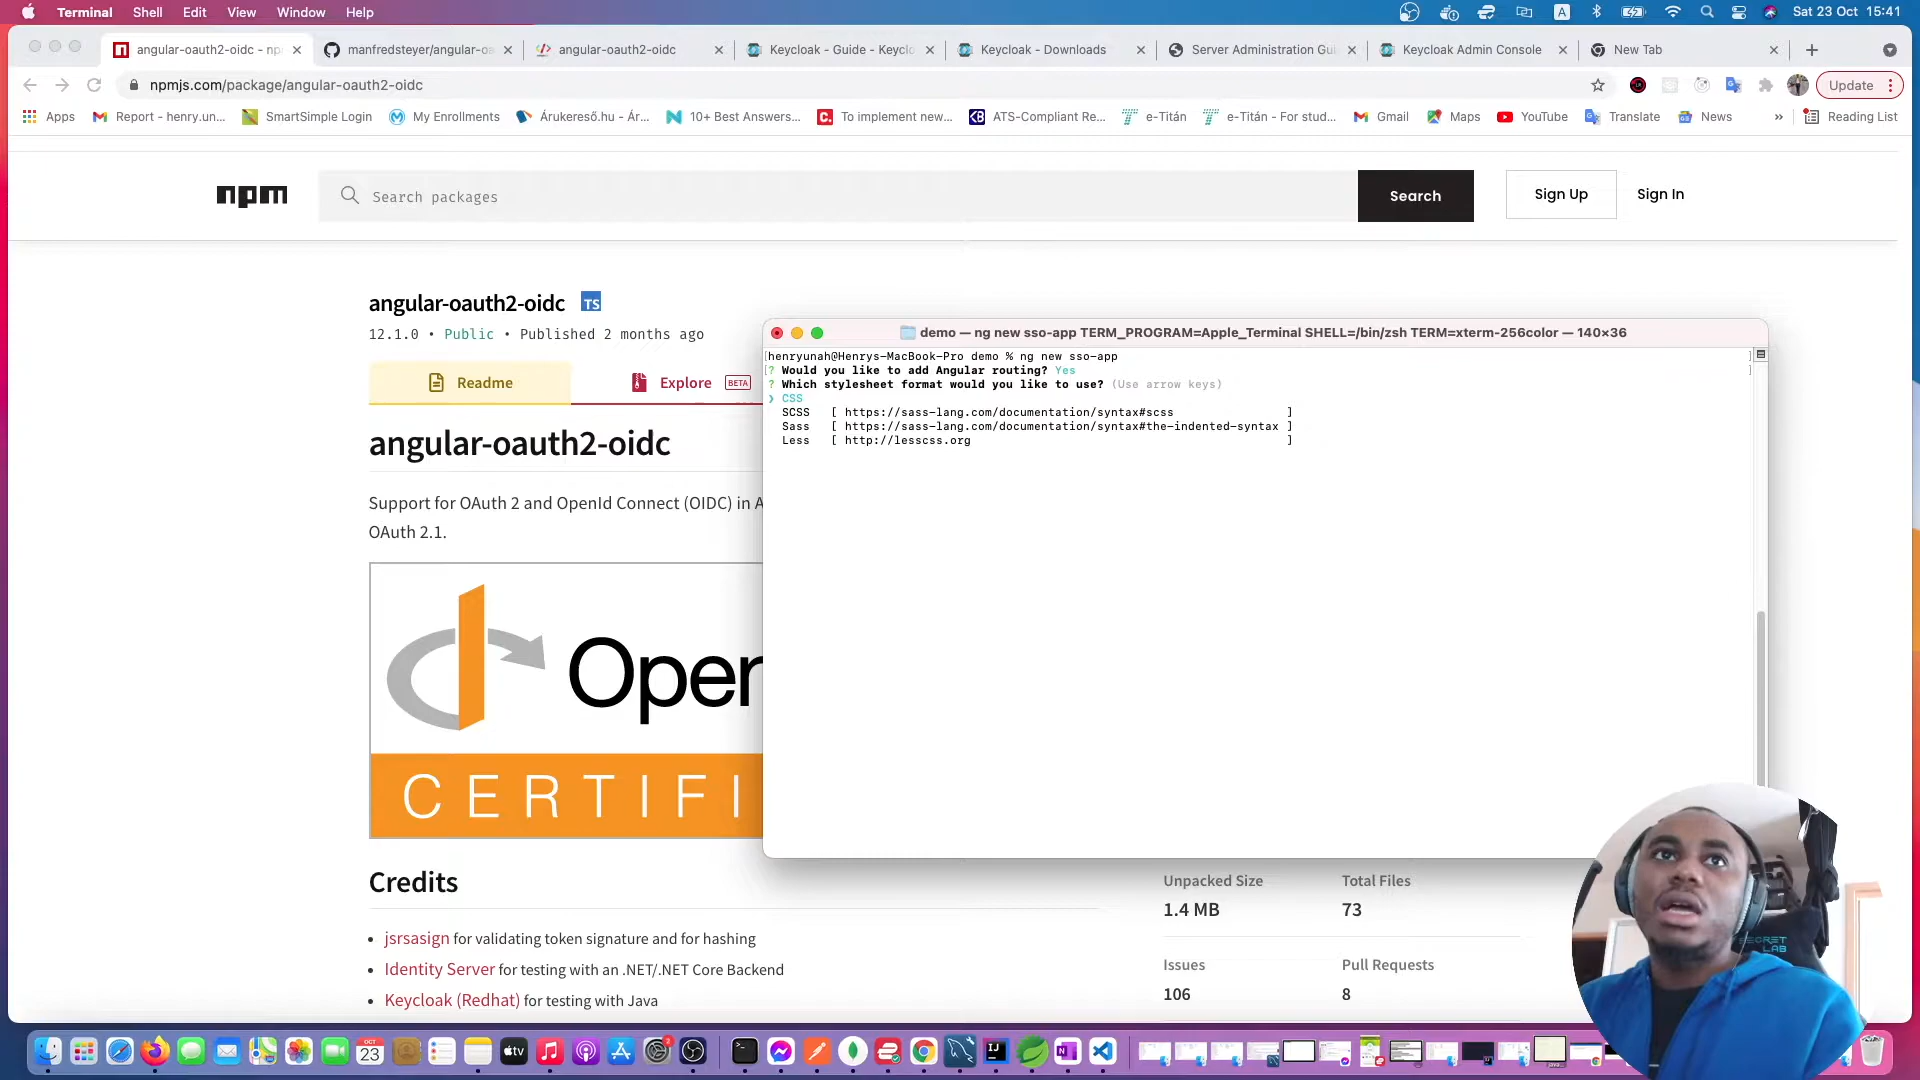 Terminal Shell Edit View Window Help
A
Sat 23 Oct 15:41
angular-oauth2-oidc - np
manfredsteyer/angular-oa
angular-oauth2-oidc
Keycloak - Guide - Keyclo
Keycloak - Downloads
Server Administration Gui
Keycloak Admin Console
New Tab
npmjs.com/package/angular-oauth2-oidc
Update
Apps
Report - henry.un...
SmartSimple Login
My Enrollments
Árukereső.hu - Ár...
10+ Best Answers...
To implement new...
ATS-Compliant Re...
e-Titán
e-Titán - For stud...
Gmail
Maps
YouTube
Translate
News
»
Reading List
npm
Search packages
Search
Sign Up
Sign In
angular-oauth2-oidc TS
12.1.0 • Public • Published 2 months ago
Readme
Explore BETA
angular-oauth2-oidc
Support for OAuth 2 and OpenId Connect (OIDC) in A
OAuth 2.1.
Open
CERTIFI
Credits
• jsrsasign for validating token signature and for hashing
• Identity Server for testing with an .NET/.NET Core Backend
• Keycloak (Redhat) for testing with Java
demo — ng new sso-app TERM_PROGRAM=Apple_Terminal SHELL=/bin/zsh TERM=xterm-256color — 140×36
[henryunah@Henrys-MacBook-Pro demo % ng new sso-app ]
[? Would you like to add Angular routing? Yes ]
? Which stylesheet format would you like to use? (Use arrow keys)
❯ CSS
SCSS [ https://sass-lang.com/documentation/syntax#scss ]
Sass [ https://sass-lang.com/documentation/syntax#the-indented-syntax ]
Less [ http://lesscss.org ]
Unpacked Size
1.4 MB
Total Files
73
Issues
106
Pull Requests
8
SECRET
LAB
OCT
23
tv
IJ
N